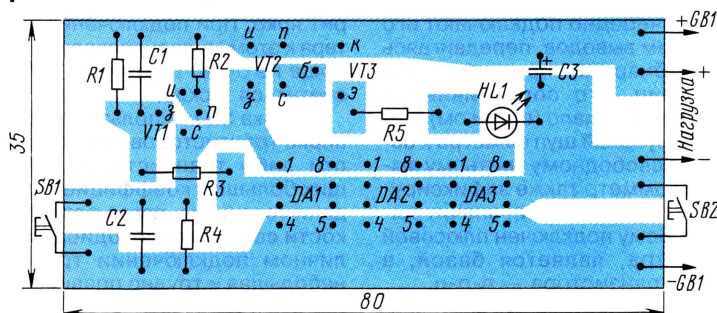 +GB1
и п к
C1
R1
R2
VT2
б
VT3
+
C3
+
и
з с
э
HL1
з п
VT1
с
R5
Нагрузка
35
−
R3
1 8 1 8 1 8
SB1
DA1 DA2 DA3
SB2
C2
R4
4 5 4 5 4 5
−GB1
80